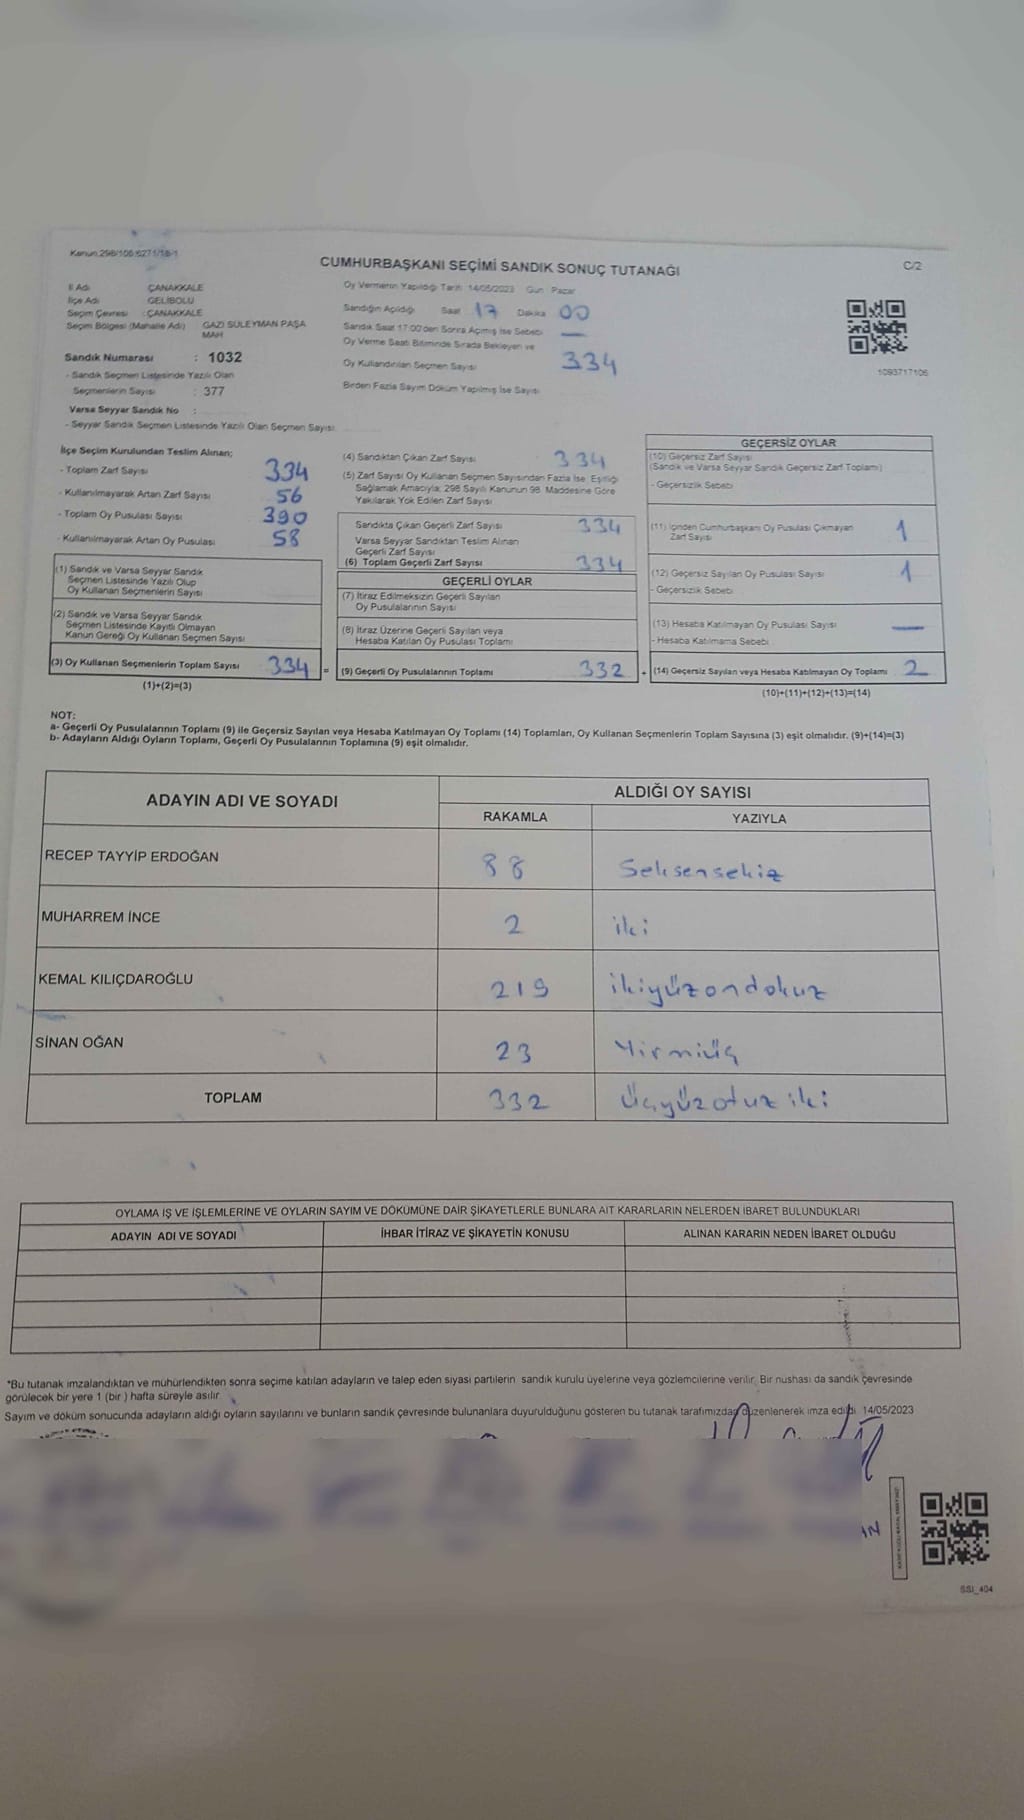 Kanun:298/106;6271/18-1
CUMHURBAŞKANI SEÇİMİ SANDIK SONUÇ TUTANAĞI
C/2
İl Adı ÇANAKKALE
İlçe Adı GELİBOLU
Seçim Çevresi : ÇANAKKALE
Seçim Bölgesi (Mahalle Adı) GAZİ SÜLEYMAN PAŞA MAH
Sandık Numarası : 1032
- Sandık Seçmen Listesinde Yazılı Olan
Seçmenlerin Sayısı : 377
Varsa Seyyar Sandık No :
- Seyyar Sandık Seçmen Listesinde Yazılı Olan Seçmen Sayısı:
Oy Vermenin Yapıldığı Tarih 14/05/2023 Gün Pazar
Sandığın Açıldığı Saat 17 Dakika 00
Sandık Saat 17:00'den Sonra Açılmış İse Sebebi —
Oy Verme Saati Bitiminde Sırada Bekleyen ve
Oy Kullandırılan Seçmen Sayısı 334
Birden Fazla Sayım Döküm Yapılmış İse Sayısı
1093717106
İlçe Seçim Kurulundan Teslim Alınan;
- Toplam Zarf Sayısı 334
- Kullanılmayarak Artan Zarf Sayısı 56
- Toplam Oy Pusulası Sayısı 390
- Kullanılmayarak Artan Oy Pusulası 58
(1) Sandık ve Varsa Seyyar Sandık
Seçmen Listesinde Yazılı Olup
Oy Kullanan Seçmenlerin Sayısı
(2) Sandık ve Varsa Seyyar Sandık
Seçmen Listesinde Kayıtlı Olmayan
Kanun Gereği Oy Kullanan Seçmen Sayısı
(3) Oy Kullanan Seçmenlerin Toplam Sayısı 334 =
(1)+(2)=(3)
(4) Sandıktan Çıkan Zarf Sayısı 334
(5) Zarf Sayısı Oy Kullanan Seçmen Sayısından Fazla İse, Eşitliği
Sağlamak Amacıyla; 298 Sayılı Kanunun 98. Maddesine Göre
Yakılarak Yok Edilen Zarf Sayısı
Sandıkta Çıkan Geçerli Zarf Sayısı 334
Varsa Seyyar Sandıktan Teslim Alınan
Geçerli Zarf Sayısı
(6) Toplam Geçerli Zarf Sayısı 334
GEÇERLİ OYLAR
(7) İtiraz Edilmeksizin Geçerli Sayılan
Oy Pusulalarının Sayısı
(8) İtiraz Üzerine Geçerli Sayılan veya
Hesaba Katılan Oy Pusulası Toplamı
(9) Geçerli Oy Pusulalarının Toplamı 332 +
GEÇERSİZ OYLAR
(10) Geçersiz Zarf Sayısı
(Sandık ve Varsa Seyyar Sandık Geçersiz Zarf Toplamı)
- Geçersizlik Sebebi
(11) İçinden Cumhurbaşkanı Oy Pusulası Çıkmayan
Zarf Sayısı 1
(12) Geçersiz Sayılan Oy Pusulası Sayısı 1
- Geçersizlik Sebebi
(13) Hesaba Katılmayan Oy Pusulası Sayısı —
- Hesaba Katılmama Sebebi
(14) Geçersiz Sayılan veya Hesaba Katılmayan Oy Toplamı 2
(10)+(11)+(12)+(13)=(14)
NOT:
a- Geçerli Oy Pusulalarının Toplamı (9) ile Geçersiz Sayılan veya Hesaba Katılmayan Oy Toplamı (14) Toplamları, Oy Kullanan Seçmenlerin Toplam Sayısına (3) eşit olmalıdır. (9)+(14)=(3)
b- Adayların Aldığı Oyların Toplamı, Geçerli Oy Pusulalarının Toplamına (9) eşit olmalıdır.
ADAYIN ADI VE SOYADI ALDIĞI OY SAYISI
RAKAMLA YAZIYLA
RECEP TAYYİP ERDOĞAN 88 Seksensekiz
MUHARREM İNCE 2 iki
KEMAL KILIÇDAROĞLU 219 ikiyüzondokuz
SİNAN OĞAN 23 Yirmiüç
TOPLAM 332 Üçyüzotuziki
OYLAMA İŞ VE İŞLEMLERİNE VE OYLARIN SAYIM VE DÖKÜMÜNE DAİR ŞİKAYETLERLE BUNLARA AİT KARARLARIN NELERDEN İBARET BULUNDUKLARI
ADAYIN ADI VE SOYADI İHBAR İTİRAZ VE ŞİKAYETİN KONUSU ALINAN KARARIN NEDEN İBARET OLDUĞU
*Bu tutanak imzalandıktan ve mühürlendikten sonra seçime katılan adayların ve talep eden siyasi partilerin sandık kurulu üyelerine veya gözlemcilerine verilir. Bir nüshası da sandık çevresinde
görülecek bir yere 1 (bir ) hafta süreyle asılır.
Sayım ve döküm sonucunda adayların aldığı oyların sayılarını ve bunların sandık çevresinde bulunanlara duyurulduğunu gösteren bu tutanak tarafımızdan düzenlenerek imza edildi. 14/05/2023
AN
SSI_404